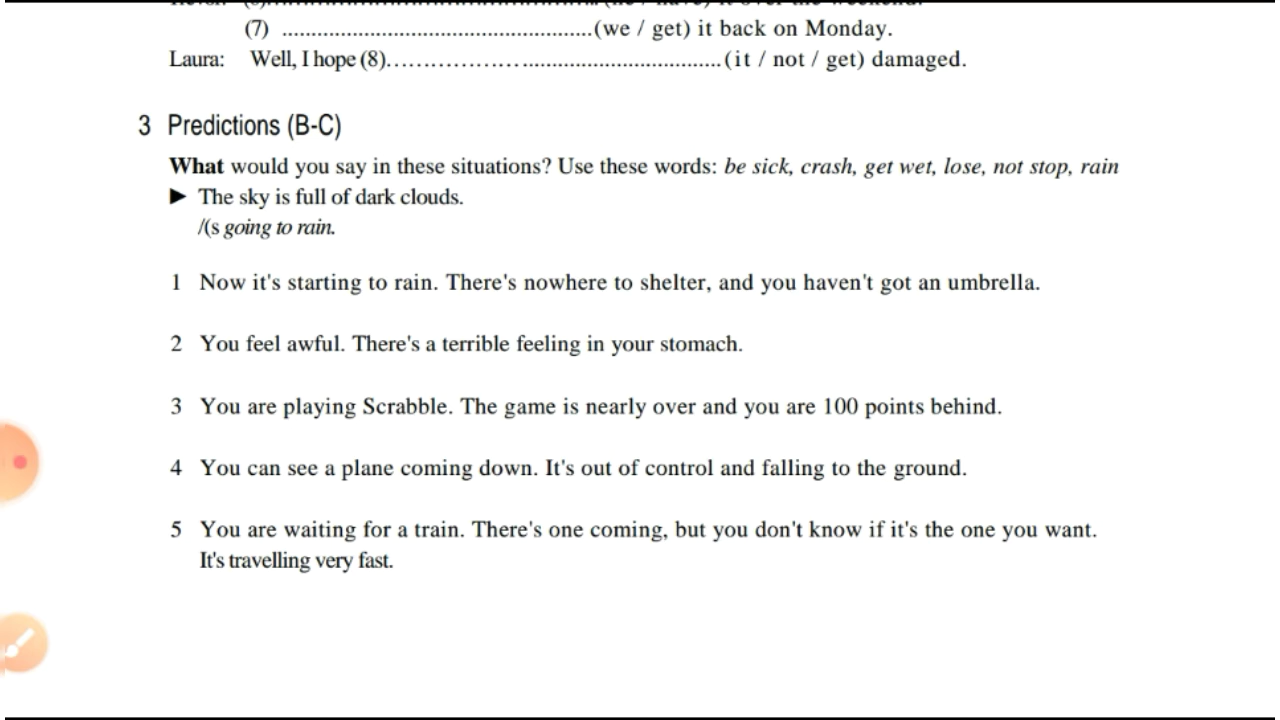 (7) ....................................................(we / get) it back on Monday.
Laura: Well, I hope (8)........................................................(it / not / get) damaged.
3 Predictions (B-C)
What would you say in these situations? Use these words: be sick, crash, get wet, lose, not stop, rain
► The sky is full of dark clouds.
/(s going to rain.
1 Now it's starting to rain. There's nowhere to shelter, and you haven't got an umbrella.
2 You feel awful. There's a terrible feeling in your stomach.
3 You are playing Scrabble. The game is nearly over and you are 100 points behind.
4 You can see a plane coming down. It's out of control and falling to the ground.
5 You are waiting for a train. There's one coming, but you don't know if it's the one you want.
It's travelling very fast.